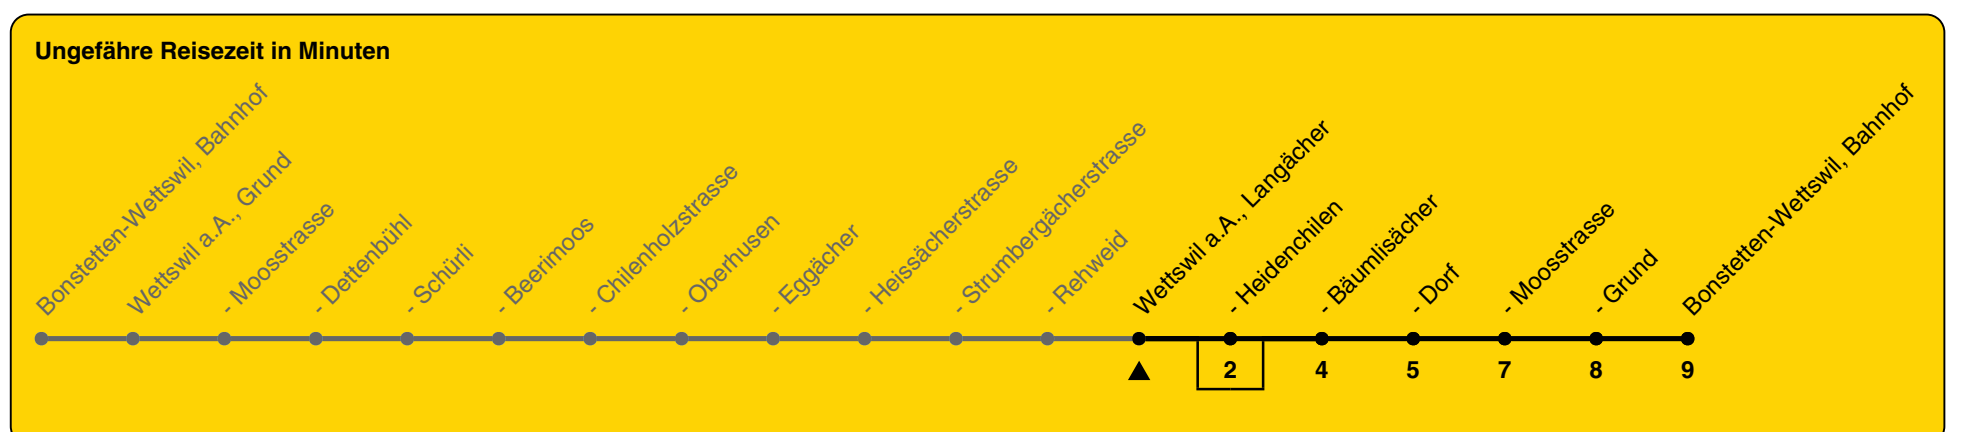 Ungefähre Reisezeit in Minuten
Bonstetten-Wettswil, Bahnhof
Wettswil a.A., Grund
- Moosstrasse
- Dettenbühl
- Schürli
- Beerimoos
- Chilenholzstrasse
- Oberhusen
- Eggächer
- Heissächerstrasse
- Strumbergächerstrasse
- Rehweid
Wettswil a.A., Langächer
- Heidenchilen
- Bäumlisächer
- Dorf
- Moosstrasse
- Grund
Bonstetten-Wettswil, Bahnhof
2 4 5 7 8 9